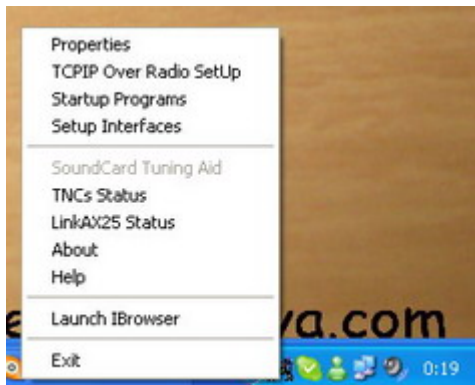 Properties
TCPIP Over Radio SetUp
Startup Programs
Setup Interfaces
SoundCard Tuning Aid
TNCs Status
LinkAX25 Status
About
Help
Launch IBrowser
va.com
Exit
0:19